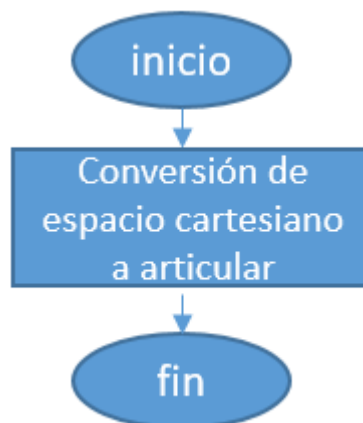 inicio
Conversión de
espacio cartesiano
a articular
fin